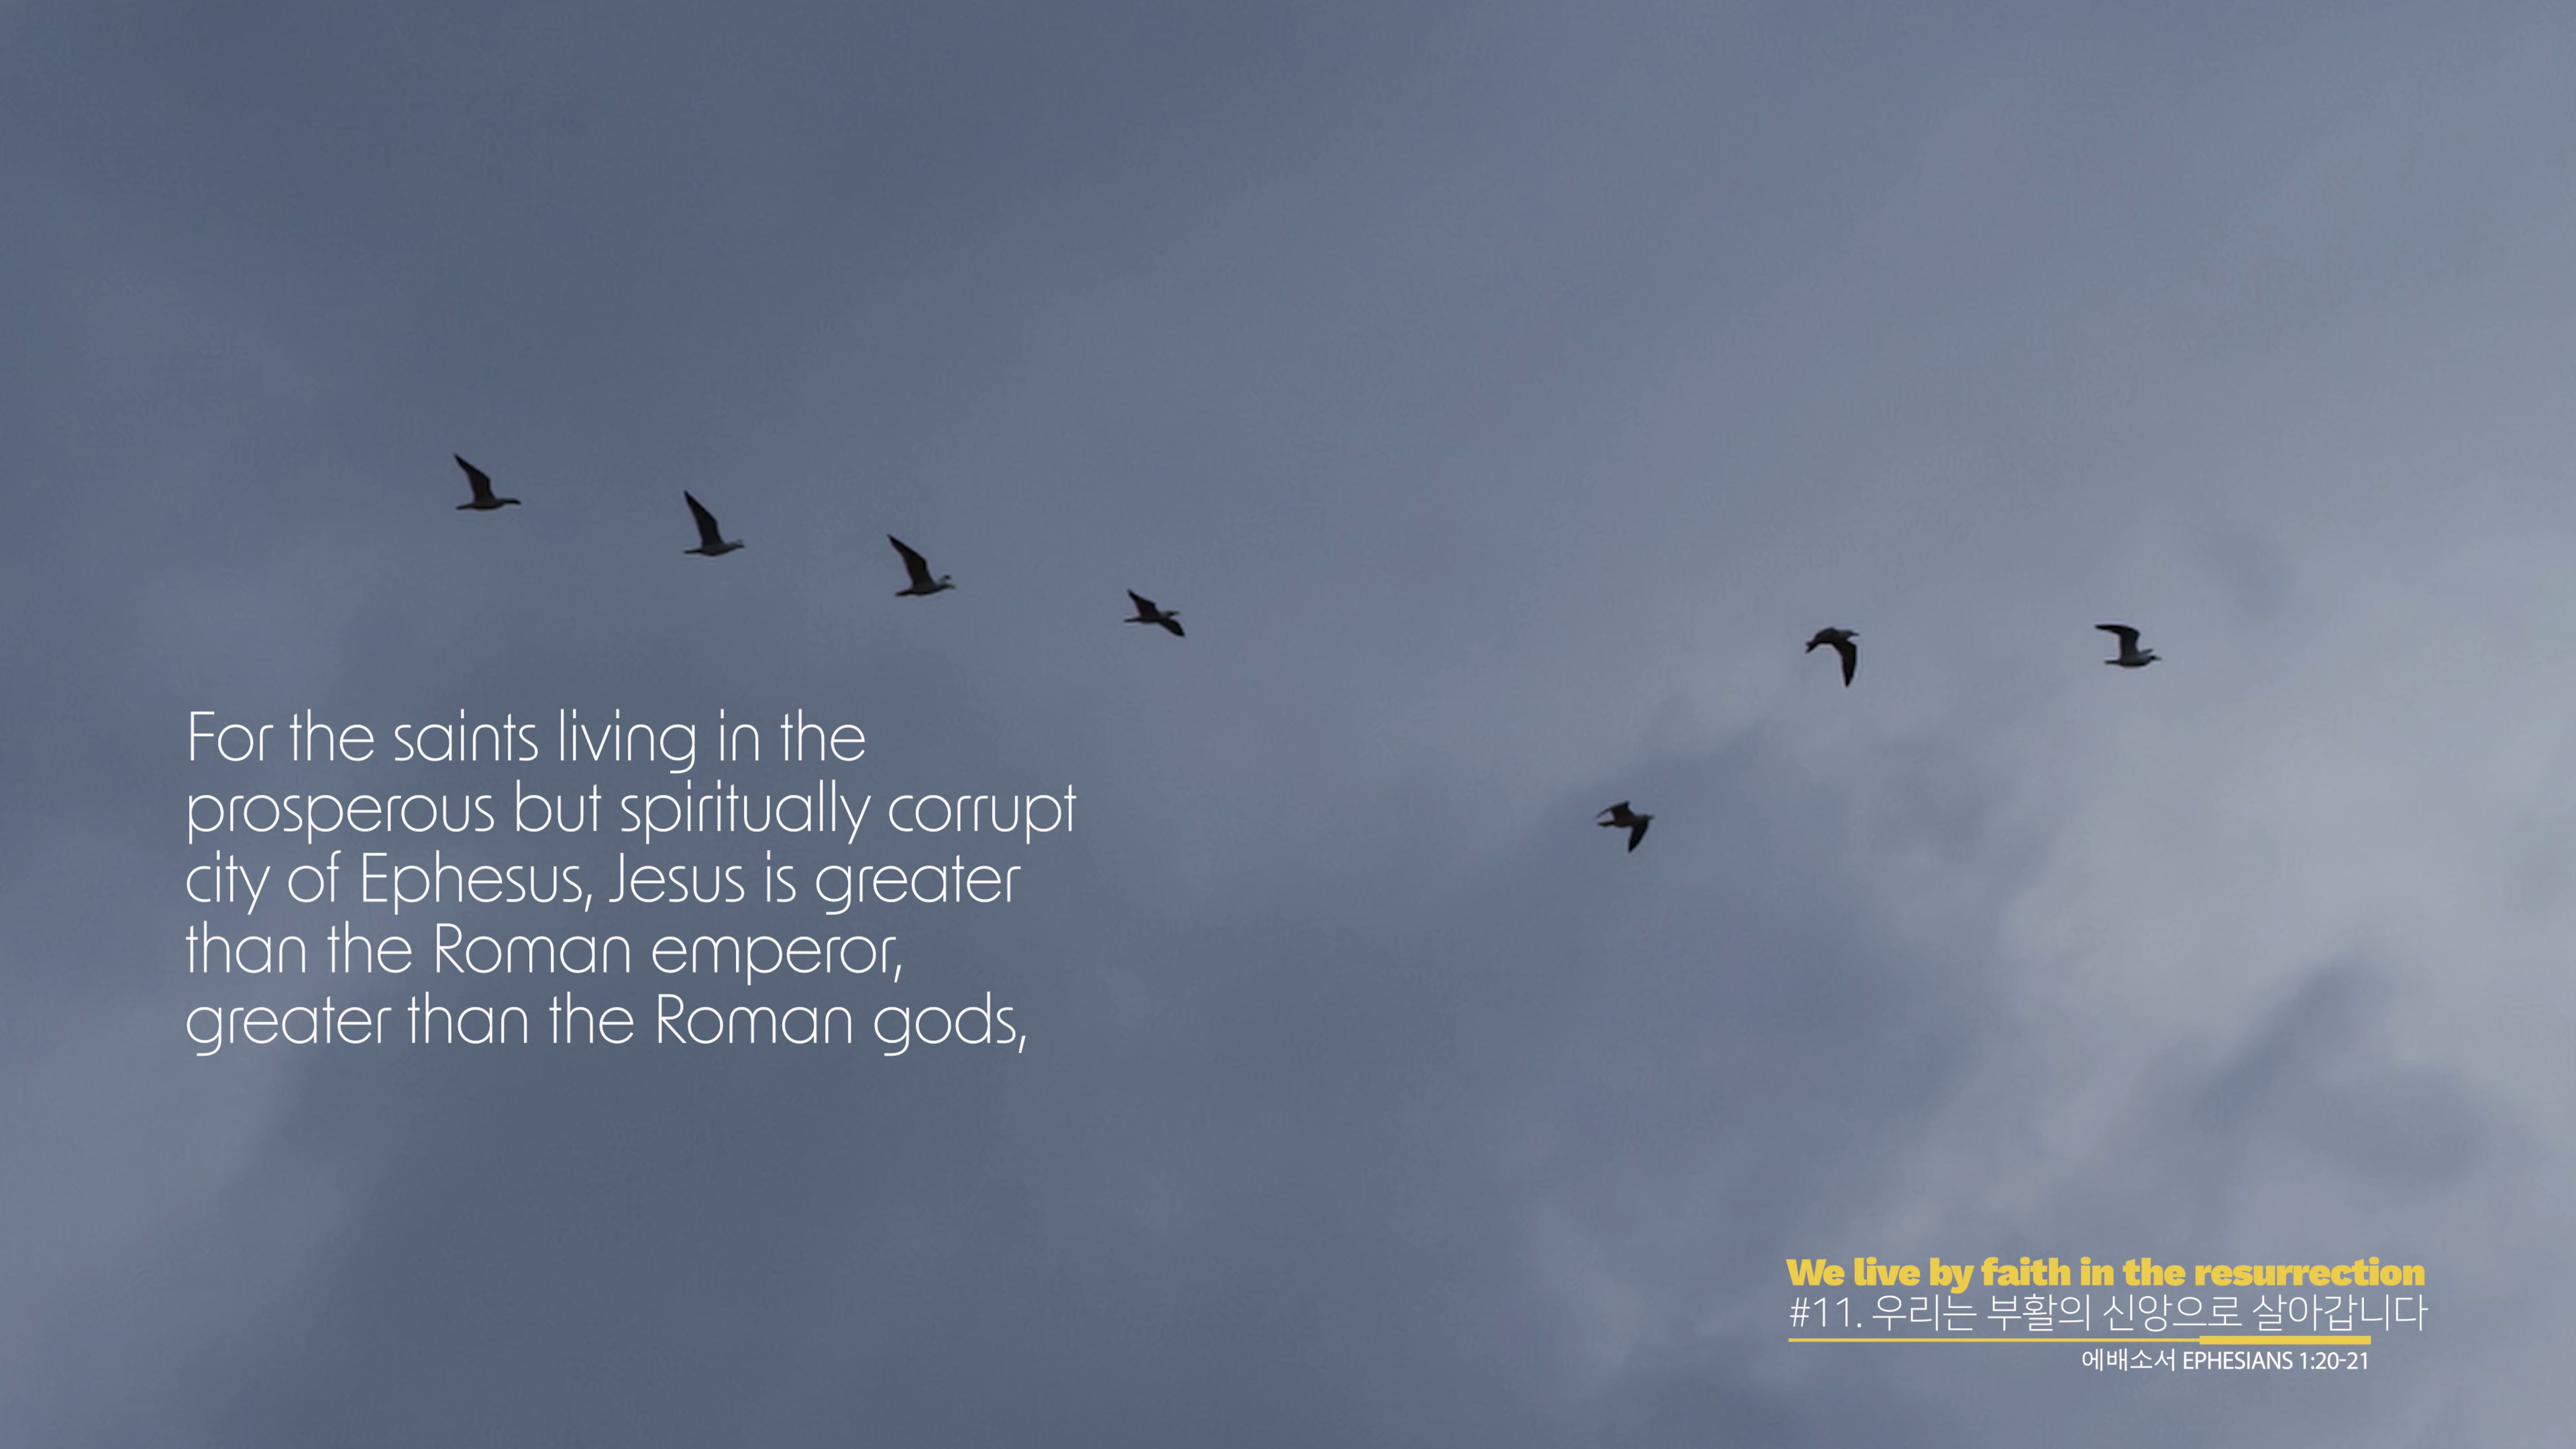 For the saints living in the
prosperous but spiritually corrupt
city of Ephesus, Jesus is greater
than the Roman emperor,
greater than the Roman gods,
We live by faith in the resurrection
#11. 우리는 부활의 신앙으로 살아갑니다
에배소서 EPHESIANS 1:20-21